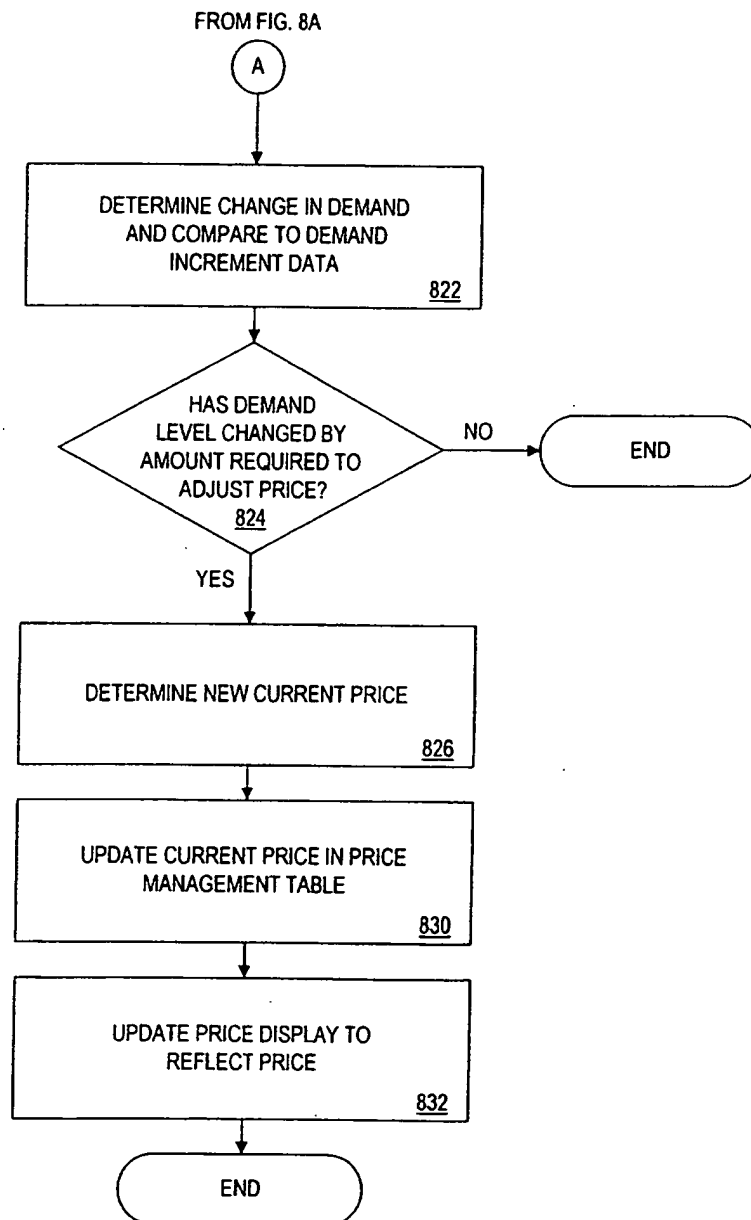 FROM FIG. 8A
A
DETERMINE CHANGE IN DEMAND
AND COMPARE TO DEMAND
INCREMENT DATA
822
HAS DEMAND
LEVEL CHANGED BY
AMOUNT REQUIRED TO
ADJUST PRICE?
824
NO
END
YES
DETERMINE NEW CURRENT PRICE
826
UPDATE CURRENT PRICE IN PRICE
MANAGEMENT TABLE
830
UPDATE PRICE DISPLAY TO
REFLECT PRICE
832
END